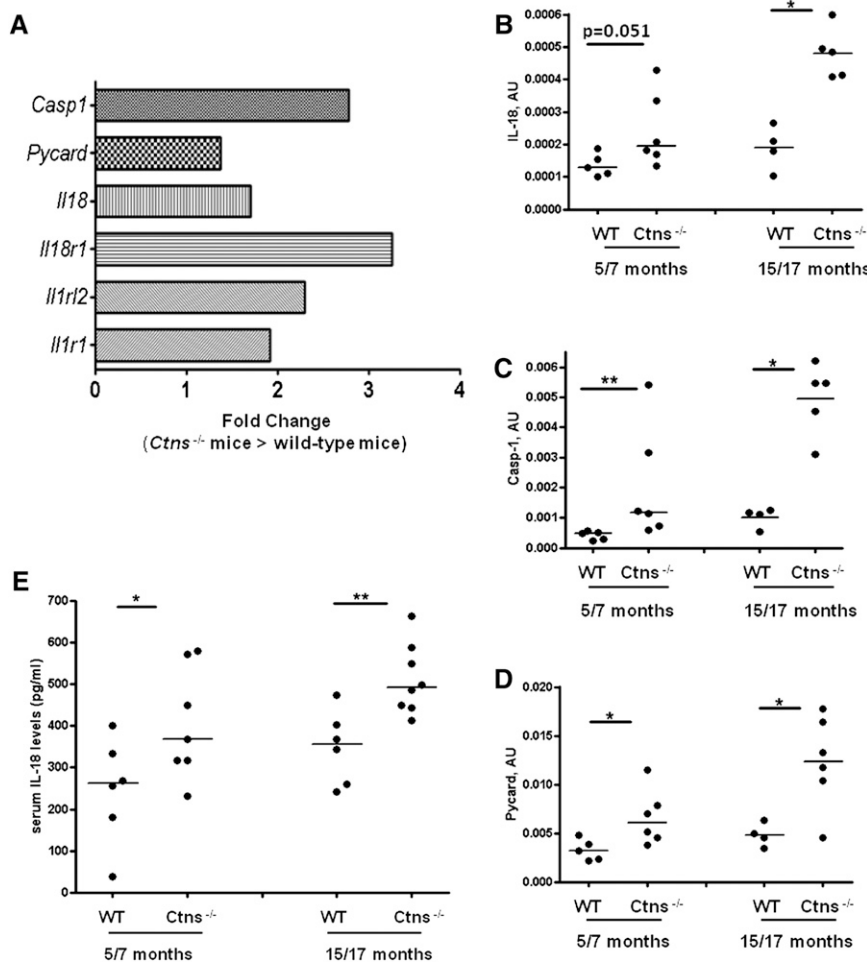 A
Casp1
Pycard
Il18
Il18r1
Il1rl2
Il1r1
0 1 2 3 4
Fold Change
(Ctns -/- mice > wild-type mice)
B
0.0006
0.0005
0.0004
0.0003
0.0002
0.0001
0.0000
IL-18, AU
p=0.051
*
WT Ctns -/- WT Ctns -/-
5/7 months 15/17 months
C
0.006
0.005
0.004
0.003
0.002
0.001
0.000
Casp-1, AU
** *
WT Ctns -/- WT Ctns -/-
5/7 months 15/17 months
E
700
600
500
400
300
200
100
0
serum IL-18 levels (pg/ml)
* **
WT Ctns -/- WT Ctns -/-
5/7 months 15/17 months
D
0.020
0.015
0.010
0.005
0.000
Pycard, AU
* *
WT Ctns -/- WT Ctns -/-
5/7 months 15/17 months